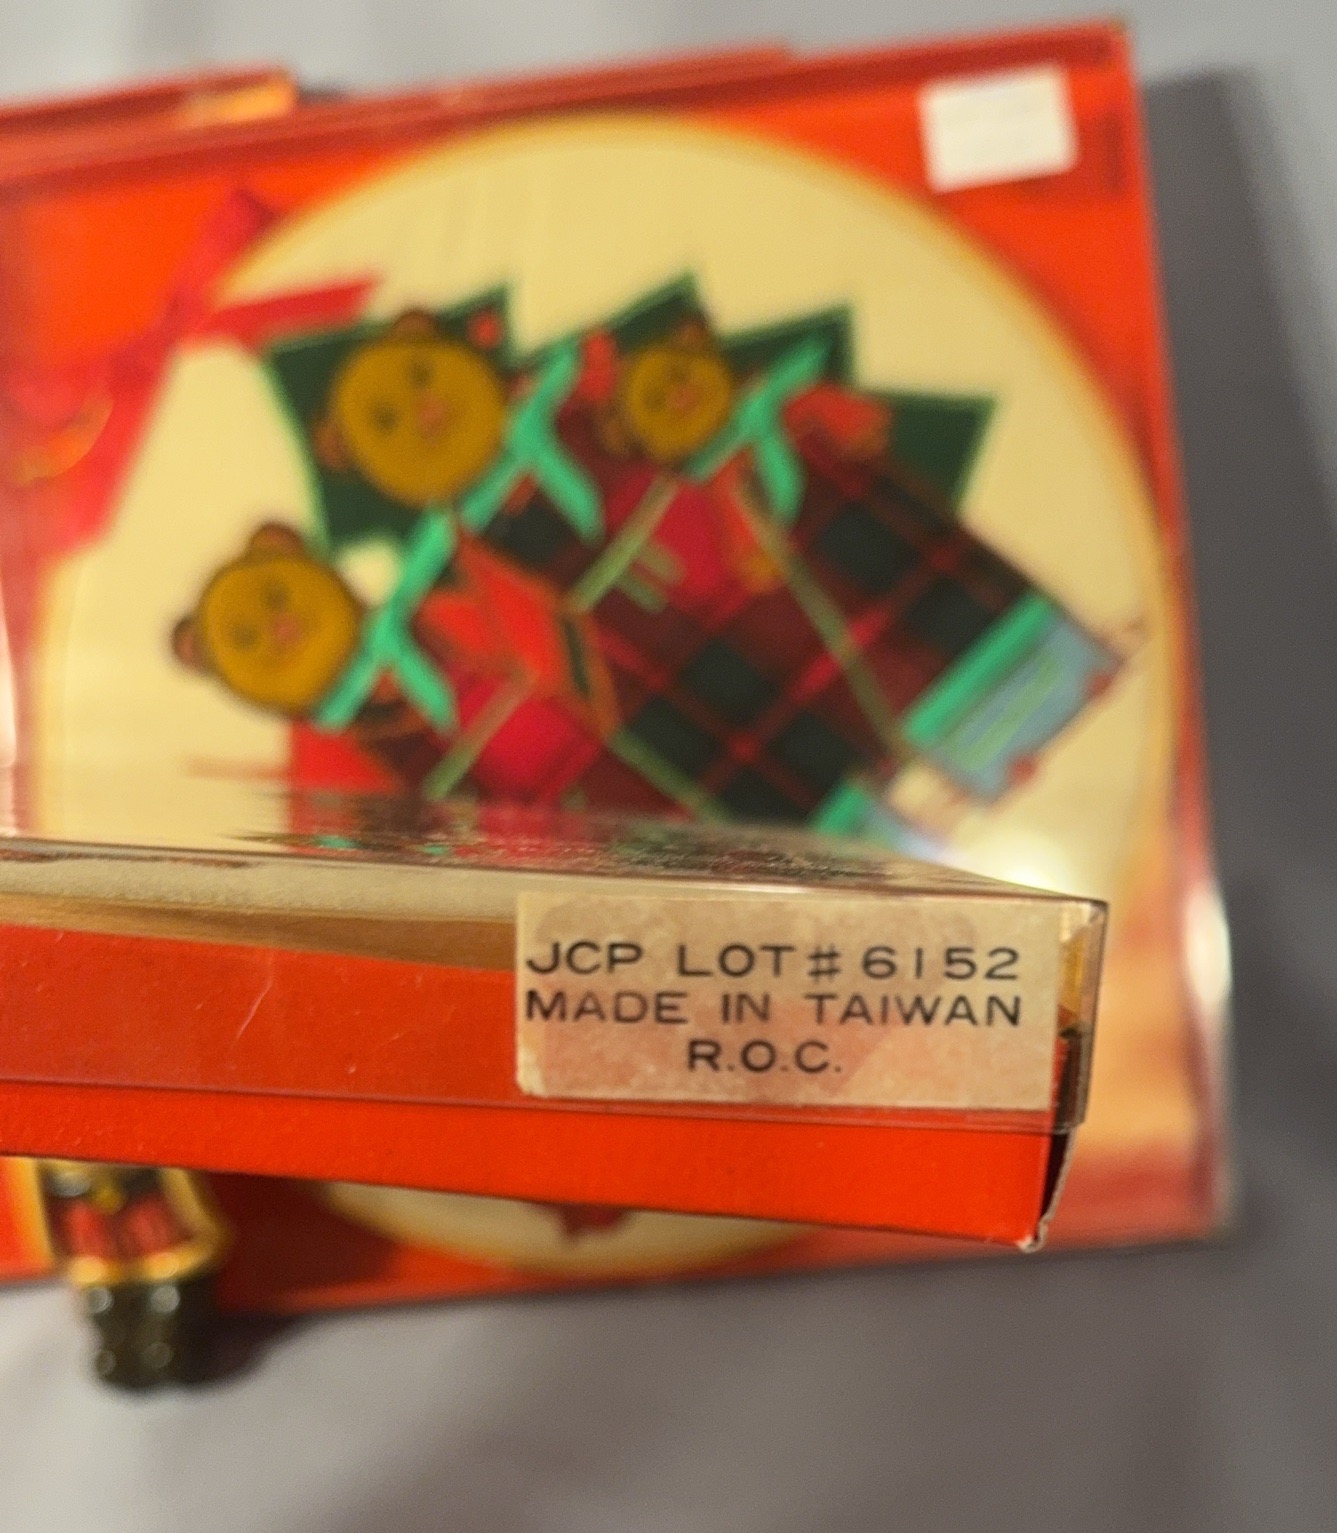 JCP LOT# 6152
MADE IN TAIWAN
R.O.C.